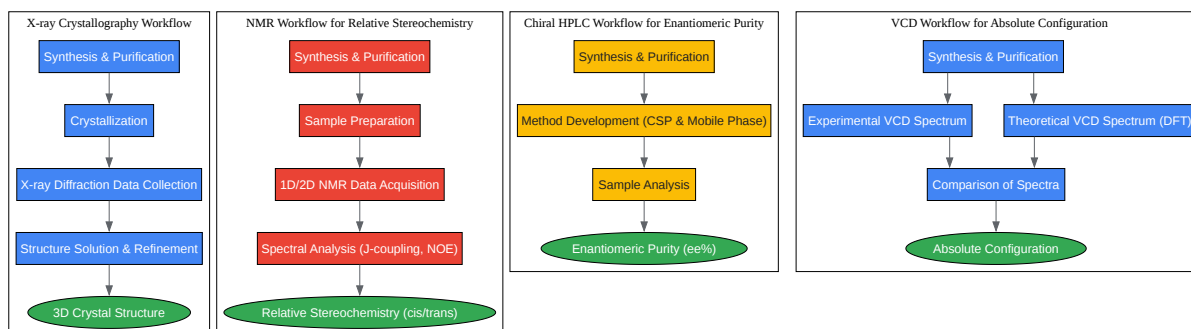 X-ray Crystallography Workflow
Synthesis & Purification
Crystallization
X-ray Diffraction Data Collection
Structure Solution & Refinement
3D Crystal Structure
NMR Workflow for Relative Stereochemistry
Synthesis & Purification
Sample Preparation
1D/2D NMR Data Acquisition
Spectral Analysis (J-coupling, NOE)
Relative Stereochemistry (cis/trans)
Chiral HPLC Workflow for Enantiomeric Purity
Synthesis & Purification
Method Development (CSP & Mobile Phase)
Sample Analysis
Enantiomeric Purity (ee%)
VCD Workflow for Absolute Configuration
Synthesis & Purification
Experimental VCD Spectrum
Theoretical VCD Spectrum (DFT)
Comparison of Spectra
Absolute Configuration